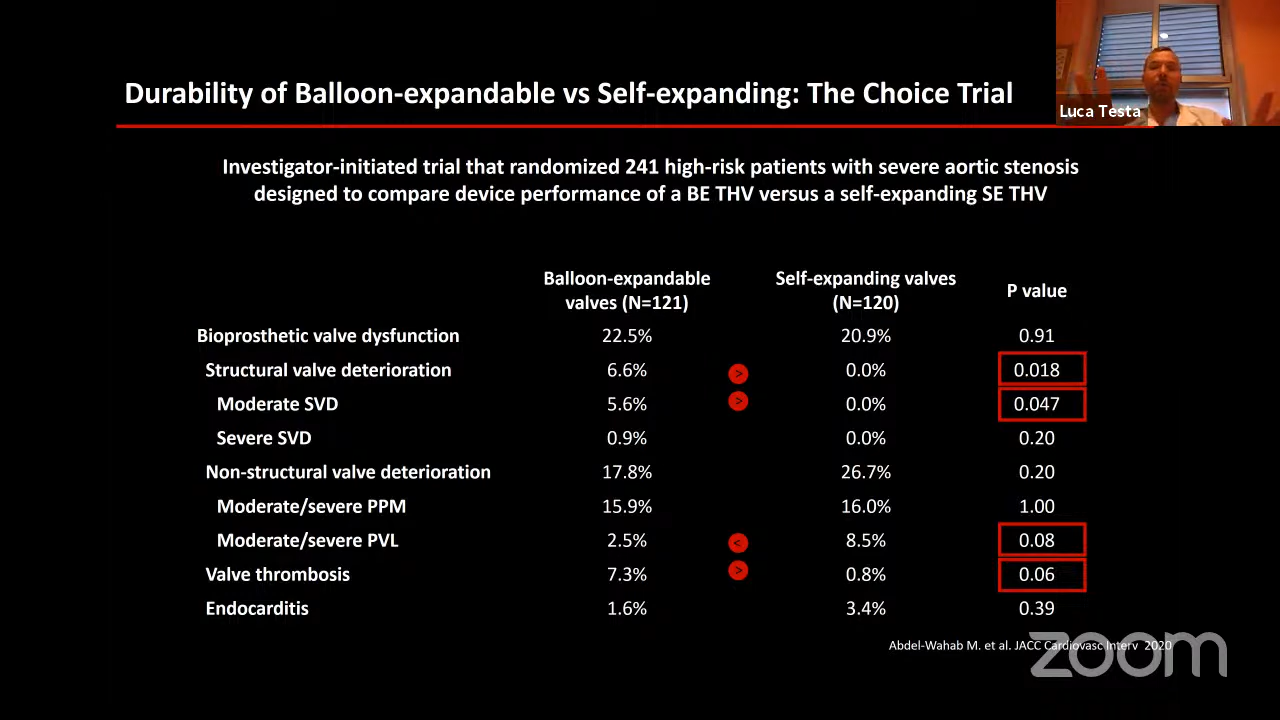 Durability of Balloon-expandable vs Self-expanding: The Choice Trial
Luca Testa
Investigator-initiated trial that randomized 241 high-risk patients with severe aortic stenosis
designed to compare device performance of a BE THV versus a self-expanding SE THV
Balloon-expandable valves (N=121) Self-expanding valves (N=120) P value
Bioprosthetic valve dysfunction 22.5% 20.9% 0.91
Structural valve deterioration 6.6% > 0.0% 0.018
Moderate SVD 5.6% > 0.0% 0.047
Severe SVD 0.9% 0.0% 0.20
Non-structural valve deterioration 17.8% 26.7% 0.20
Moderate/severe PPM 15.9% 16.0% 1.00
Moderate/severe PVL 2.5% < 8.5% 0.08
Valve thrombosis 7.3% > 0.8% 0.06
Endocarditis 1.6% 3.4% 0.39
Abdel-Wahab M. et al. JACC Cardiovasc Interv 2020
zoom